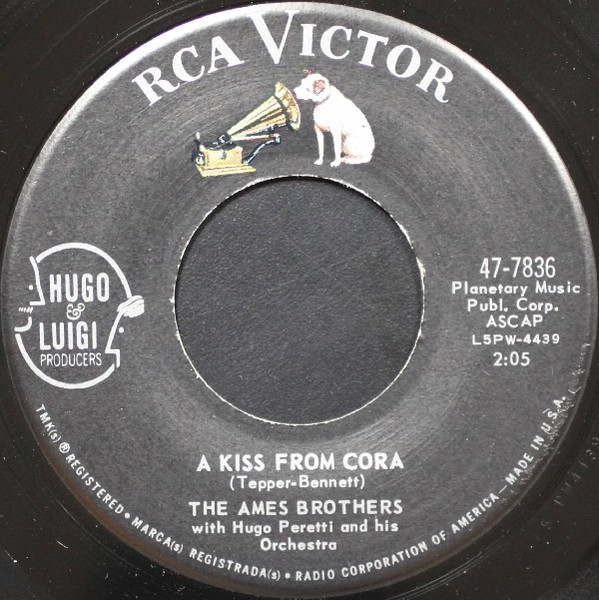 RCA VICTOR
HUGO
&
LUIGI
PRODUCERS
47-7836
Planetary Music
Publ. Corp.
ASCAP
L5PW-4439
2:05
A KISS FROM CORA
(Tepper-Bennett)
THE AMES BROTHERS
with Hugo Peretti and his
Orchestra
TMK(s) ® REGISTERED • MARCA(s) REGISTRADA(s) • RADIO CORPORATION OF AMERICA — MADE IN U.S.A.